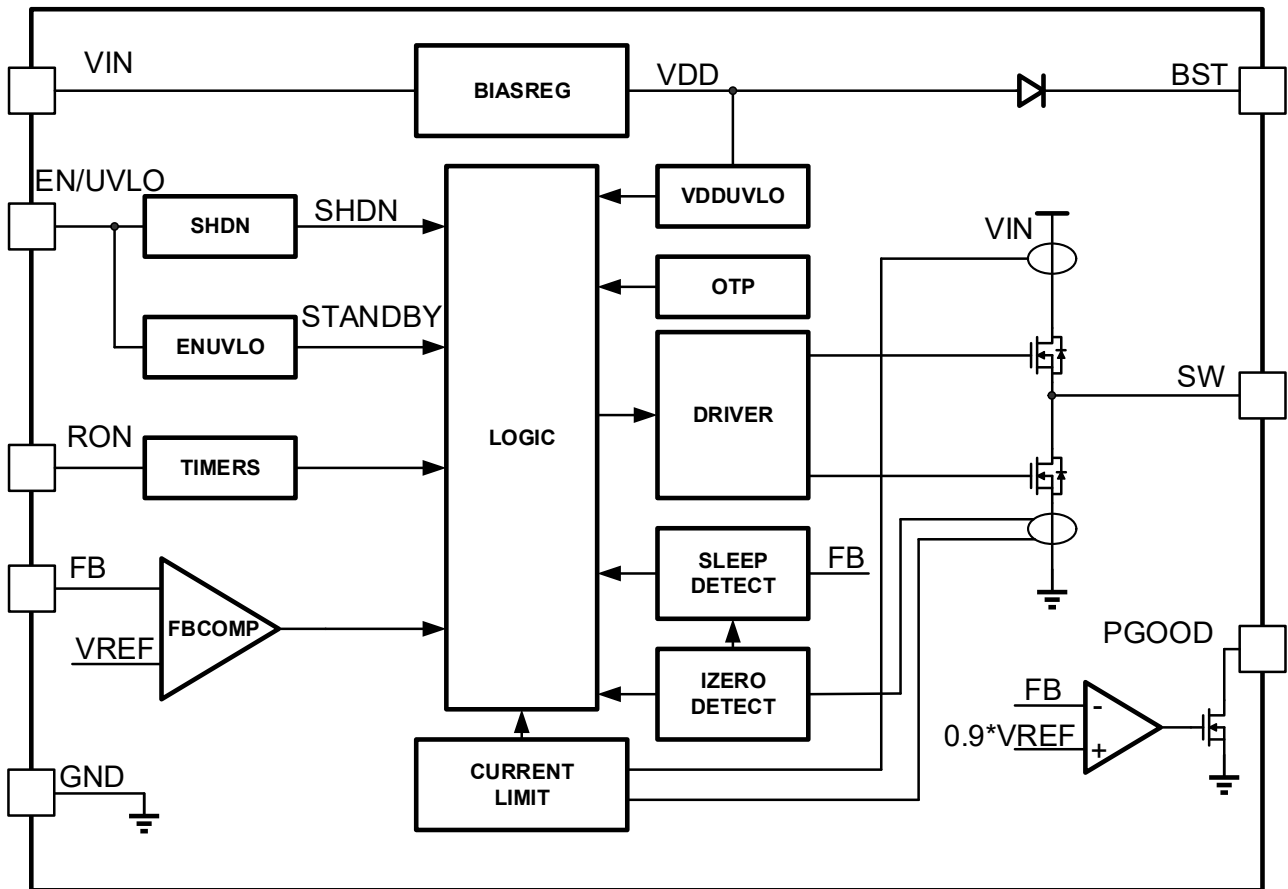 VIN
BIASREG
VDD
BST
EN/UVLO
SHDN
SHDN
VDDUVLO
VIN
OTP
ENUVLO
STANDBY
SW
DRIVER
LOGIC
RON
TIMERS
FB
FBCOMP
VREF
SLEEP
DETECT
FB
IZERO
DETECT
PGOOD
FB
-
0.9*VREF
+
GND
CURRENT
LIMIT